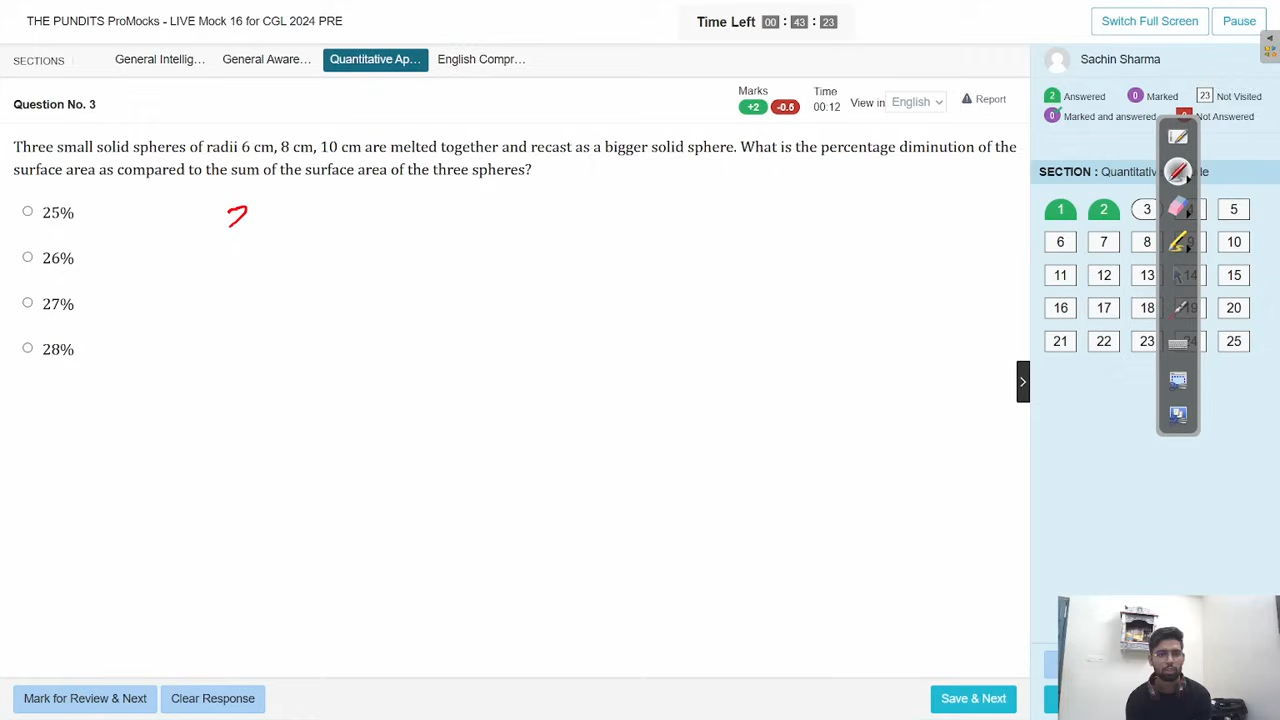 THE PUNDITS ProMocks - LIVE Mock 16 for CGL 2024 PRE
Time Left 00 : 43 : 23
Switch Full Screen
Pause
SECTIONS
General Intellig...
General Aware...
Quantitative Ap...
English Compr...
Sachin Sharma
Question No. 3
Marks
+2 -0.5
Time
00:12
View in English
Report
2 Answered
0 Marked
23 Not Visited
0 Marked and answered
Not Answered
Three small solid spheres of radii 6 cm, 8 cm, 10 cm are melted together and recast as a bigger solid sphere. What is the percentage diminution of the
surface area as compared to the sum of the surface area of the three spheres?
25%
26%
27%
28%
SECTION : Quantitative
1 2 3 4 5
6 7 8 9 10
11 12 13 14 15
16 17 18 19 20
21 22 23 24 25
Mark for Review & Next
Clear Response
Save & Next